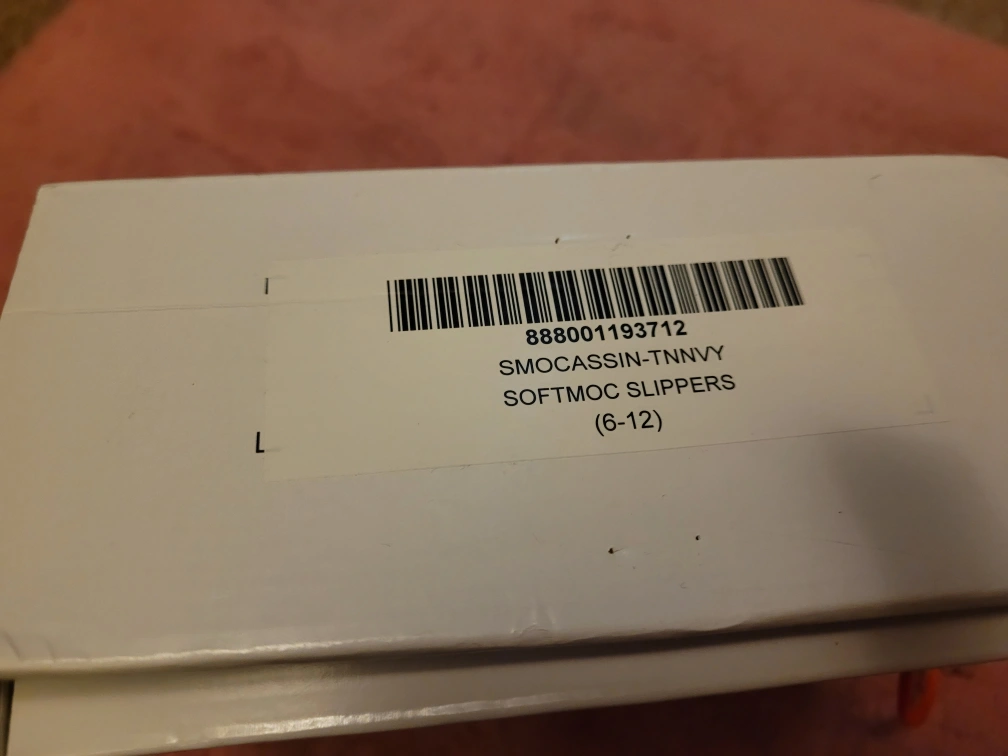 888001193712
SMOCASSIN-TNNVY
SOFTMOC SLIPPERS
(6-12)